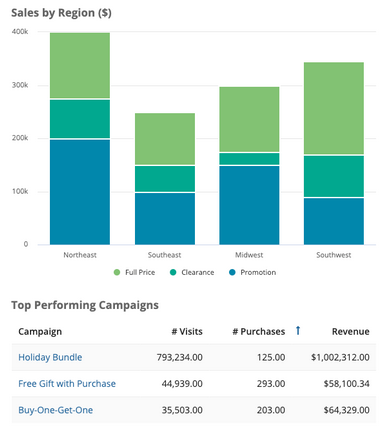 Sales by Region ($)
400k
300k
200k
100k
0
Northeast Southeast Midwest Southwest
Full Price Clearance Promotion
Top Performing Campaigns
Campaign # Visits # Purchases ↑ Revenue
Holiday Bundle 793,234.00 125.00 $1,002,312.00
Free Gift with Purchase 44,939.00 293.00 $58,100.34
Buy-One-Get-One 35,503.00 203.00 $64,329.00